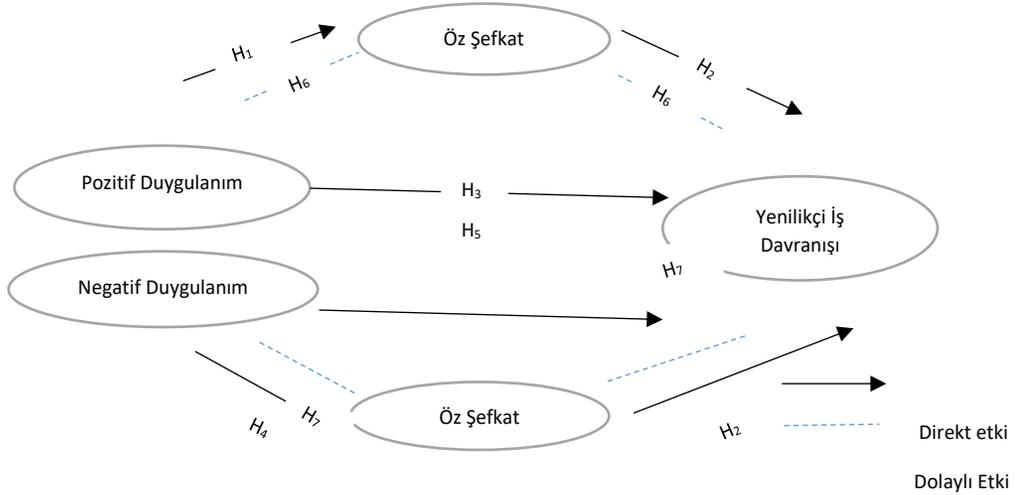 Öz Şefkat
H₁
H₆
H₂
H₆
Pozitif Duygulanım
H₃
H₅
Yenilikçi İş
Davranışı
H₇
Negatif Duygulanım
Öz Şefkat
H₇
H₄
H₂
Direkt etki
Dolaylı Etki